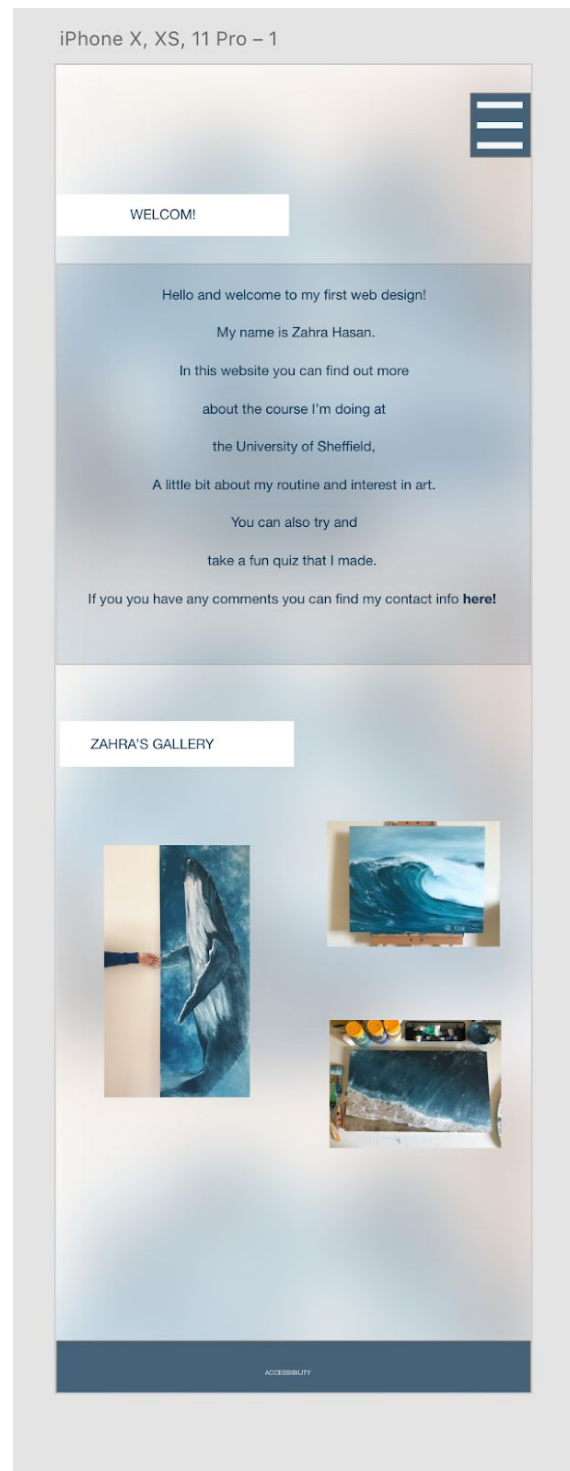 iPhone X, XS, 11 Pro – 1
WELCOM!
Hello and welcome to my first web design!
My name is Zahra Hasan.
In this website you can find out more
about the course I'm doing at
the University of Sheffield,
A little bit about my routine and interest in art.
You can also try and
take a fun quiz that I made.
If you you have any comments you can find my contact info here!
ZAHRA'S GALLERY
ACCESSIBILITY